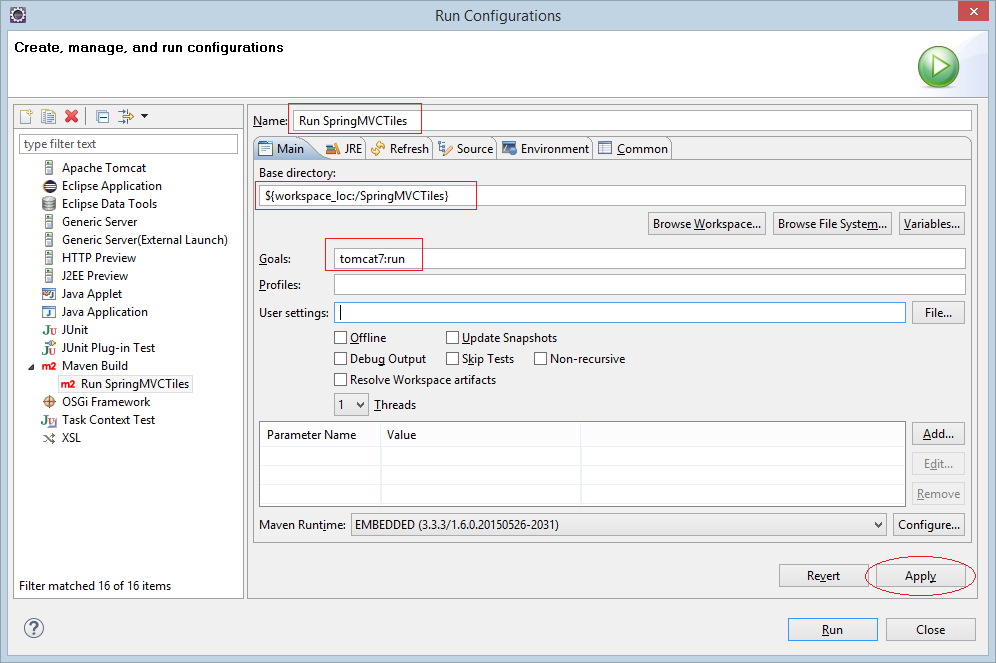 Run Configurations
Create, manage, and run configurations
type filter text
Apache Tomcat
Eclipse Application
Eclipse Data Tools
Generic Server
Generic Server(External Launch)
HTTP Preview
J2EE Preview
Java Applet
Java Application
JUnit
JUnit Plug-in Test
Maven Build
Run SpringMVCTiles
OSGi Framework
Task Context Test
XSL
Filter matched 16 of 16 items
Name: Run SpringMVCTiles
Main JRE Refresh Source Environment Common
Base directory:
${workspace_loc:/SpringMVCTiles}
Browse Workspace... Browse File System... Variables...
Goals: tomcat7:run
Profiles:
User settings: File...
Offline Update Snapshots
Debug Output Skip Tests Non-recursive
Resolve Workspace artifacts
1 Threads
Parameter Name Value
Add...
Edit...
Remove
Maven Runtime: EMBEDDED (3.3.3/1.6.0.20150526-2031) Configure...
Revert Apply
Run Close